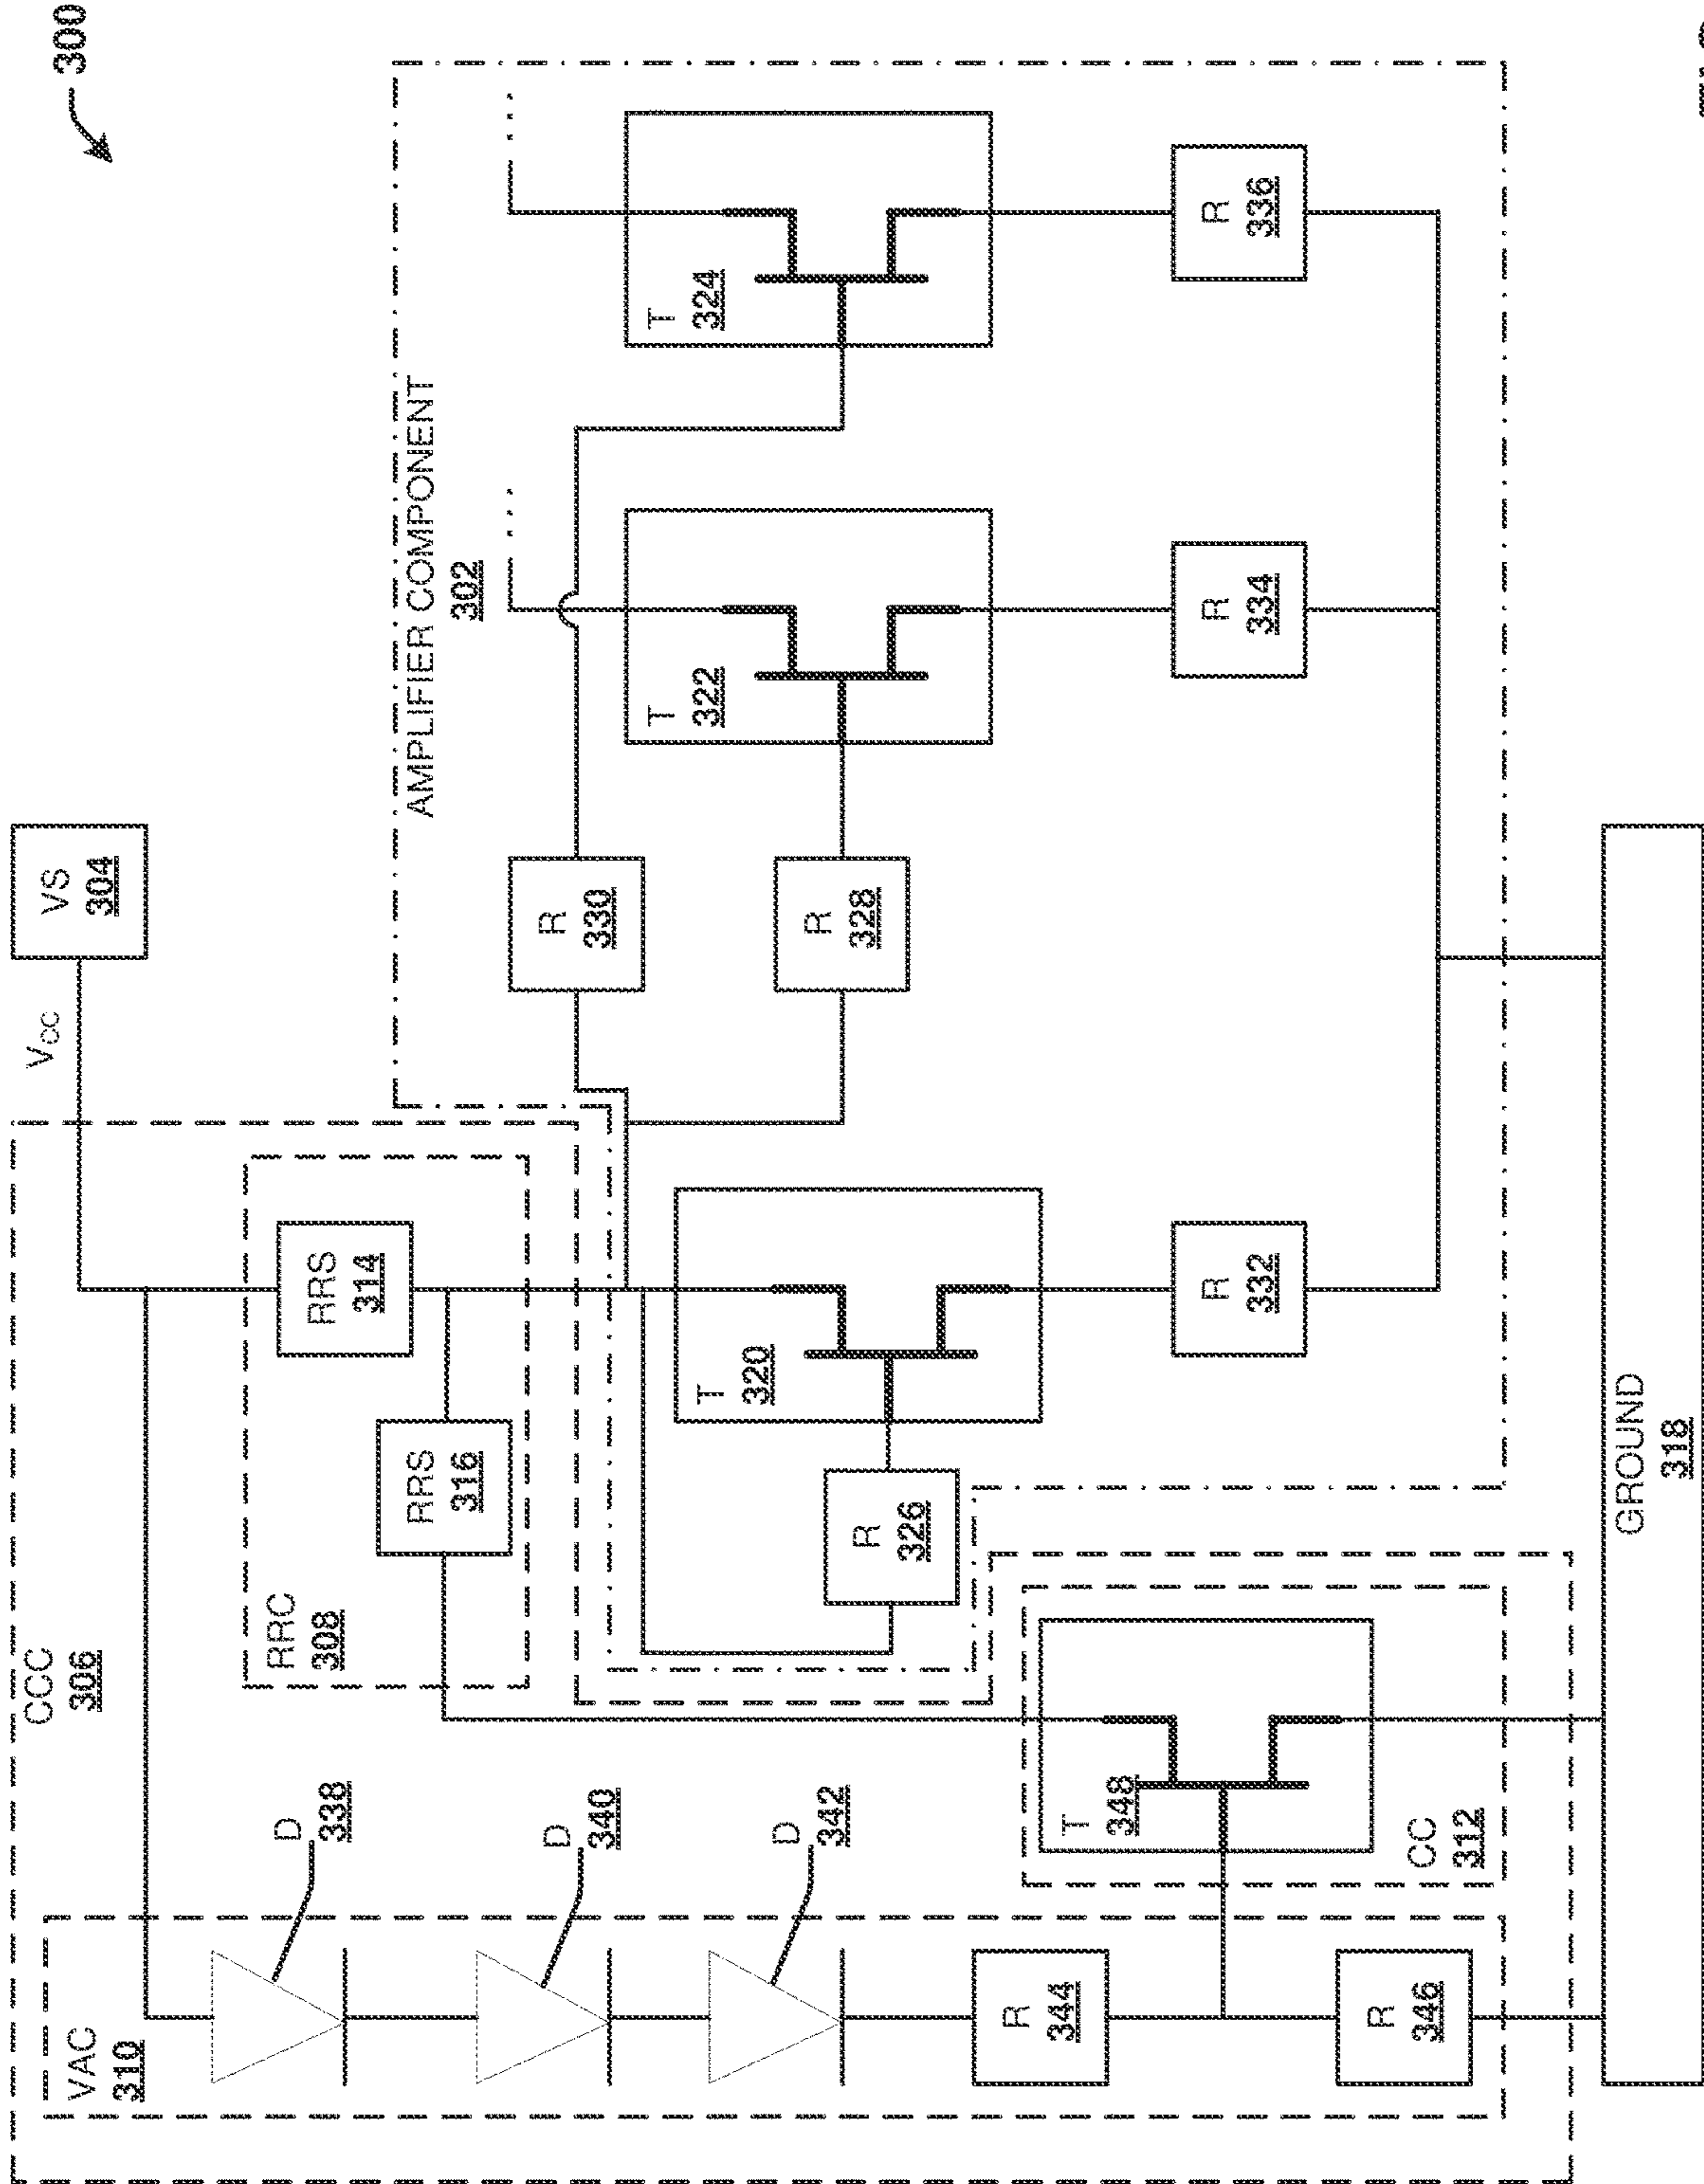 300
CCC
306
VS
304
V_CC
VAC
310
D
338
D
340
D
342
R
344
R
346
RRC
308
RRS
314
RRS
316
T
348
CC
312
AMPLIFIER COMPONENT
302
T
320
R
326
R
332
R
330
R
328
T
322
R
334
T
324
R
336
GROUND
318